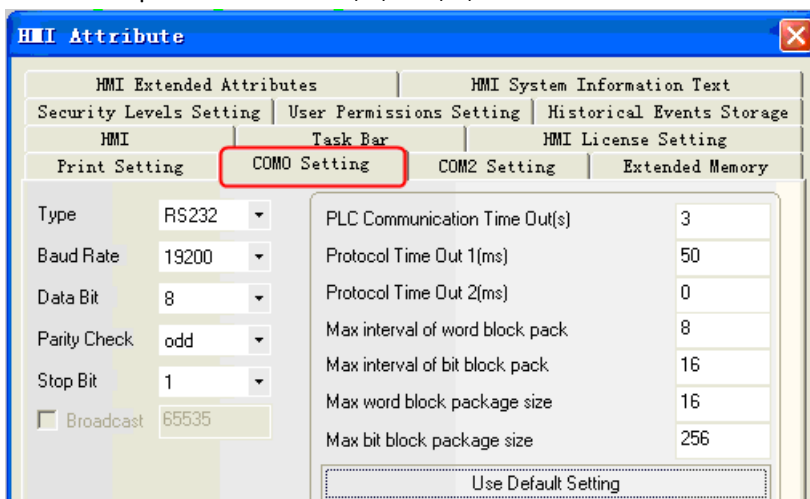 HMI Attribute
HMI Extended Attributes HMI System Information Text
Security Levels Setting User Permissions Setting Historical Events Storage
HMI Task Bar HMI License Setting
Print Setting COM0 Setting COM2 Setting Extended Memory
Type RS232 PLC Communication Time Out(s) 3
Baud Rate 19200 Protocol Time Out 1(ms) 50
Data Bit 8 Protocol Time Out 2(ms) 0
Parity Check odd Max interval of word block pack 8
Stop Bit 1 Max interval of bit block pack 16
Broadcast 65535 Max word block package size 16
Max bit block package size 256
Use Default Setting